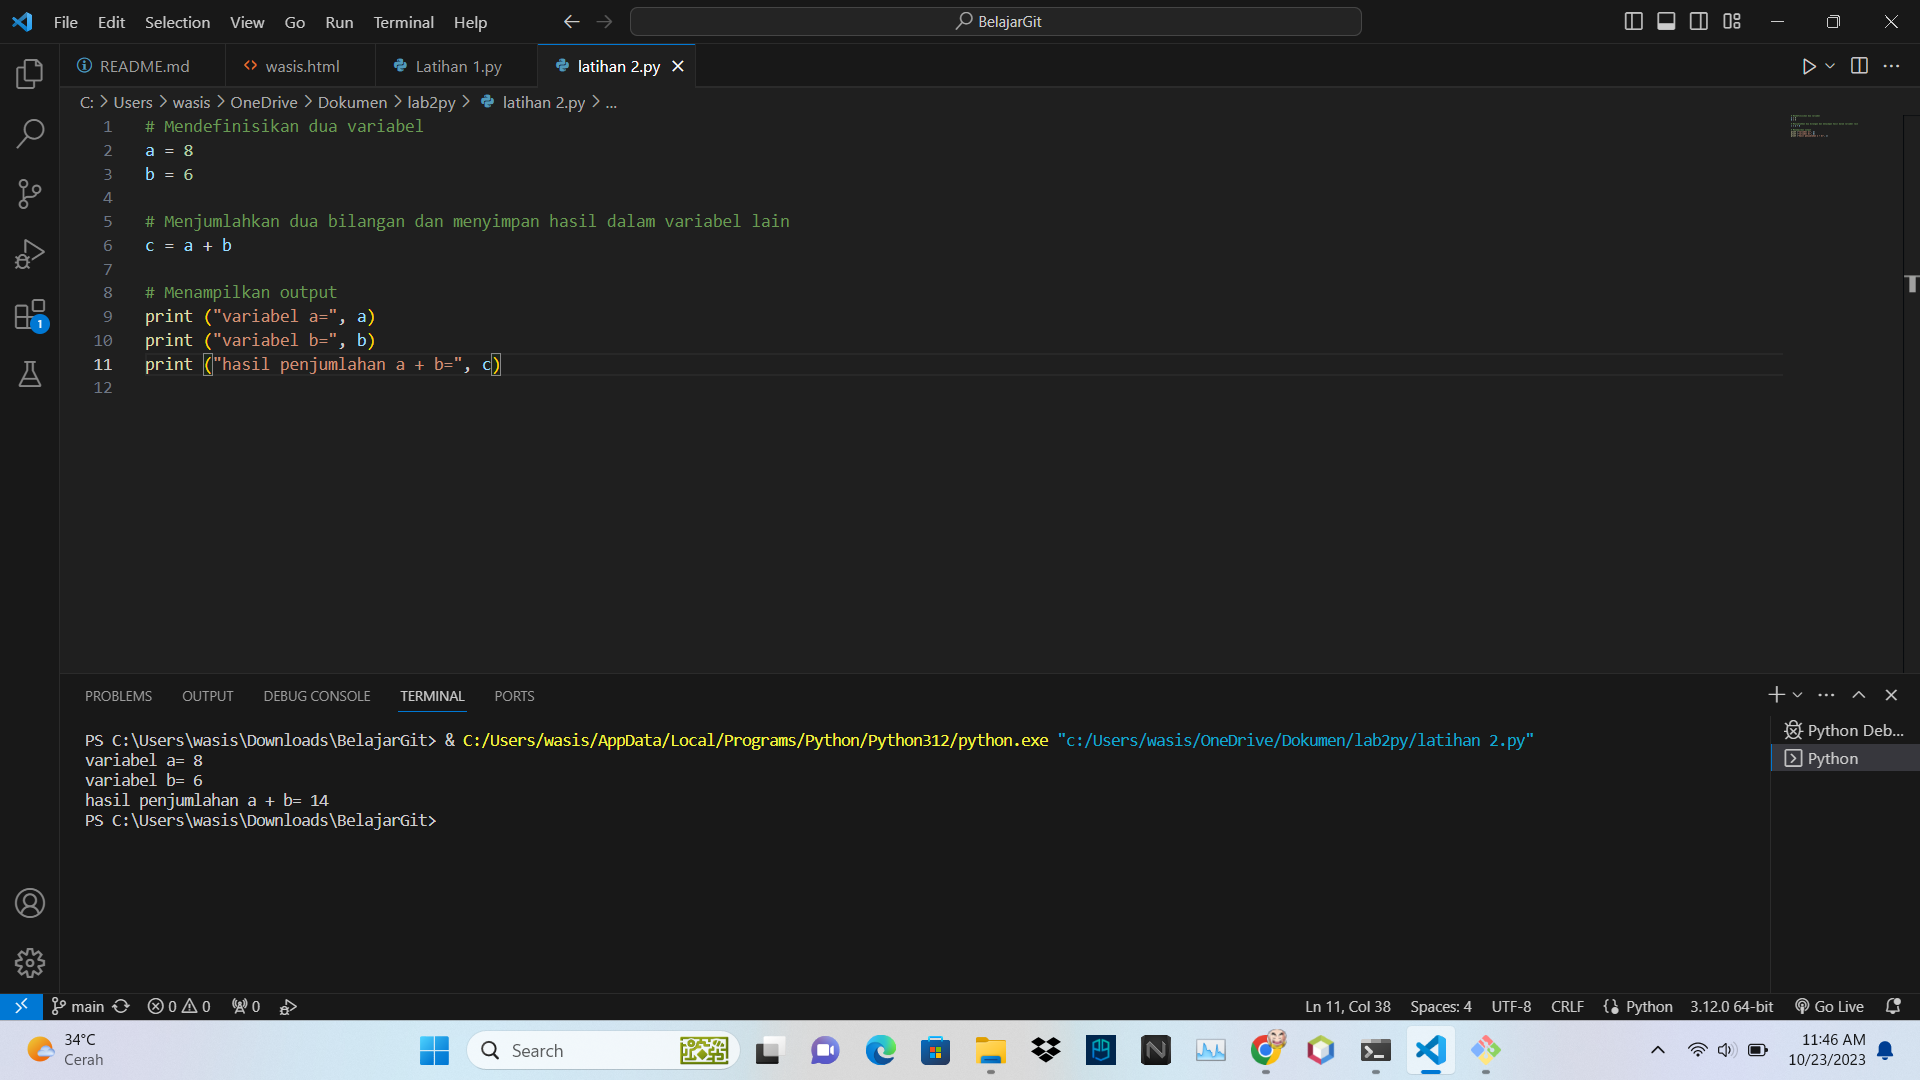 File Edit Selection View Go Run Terminal Help BelajarGit
README.md wasis.html Latihan 1.py latihan 2.py
C: > Users > wasis > OneDrive > Dokumen > lab2py > latihan 2.py > ...
1 # Mendefinisikan dua variabel
2 a = 8
3 b = 6
4
5 # Menjumlahkan dua bilangan dan menyimpan hasil dalam variabel lain
6 c = a + b
7
8 # Menampilkan output
9 print ("variabel a=", a)
10 print ("variabel b=", b)
11 print ("hasil penjumlahan a + b=", c)
12
1
PROBLEMS OUTPUT DEBUG CONSOLE TERMINAL PORTS
PS C:\Users\wasis\Downloads\BelajarGit> & C:/Users/wasis/AppData/Local/Programs/Python/Python312/python.exe "c:/Users/wasis/OneDrive/Dokumen/lab2py/latihan 2.py"
variabel a= 8
variabel b= 6
hasil penjumlahan a + b= 14
PS C:\Users\wasis\Downloads\BelajarGit>
Python Deb...
Python
main 0 0 0 Ln 11, Col 38 Spaces: 4 UTF-8 CRLF Python 3.12.0 64-bit Go Live
34°C
Cerah
Search
11:46 AM
10/23/2023